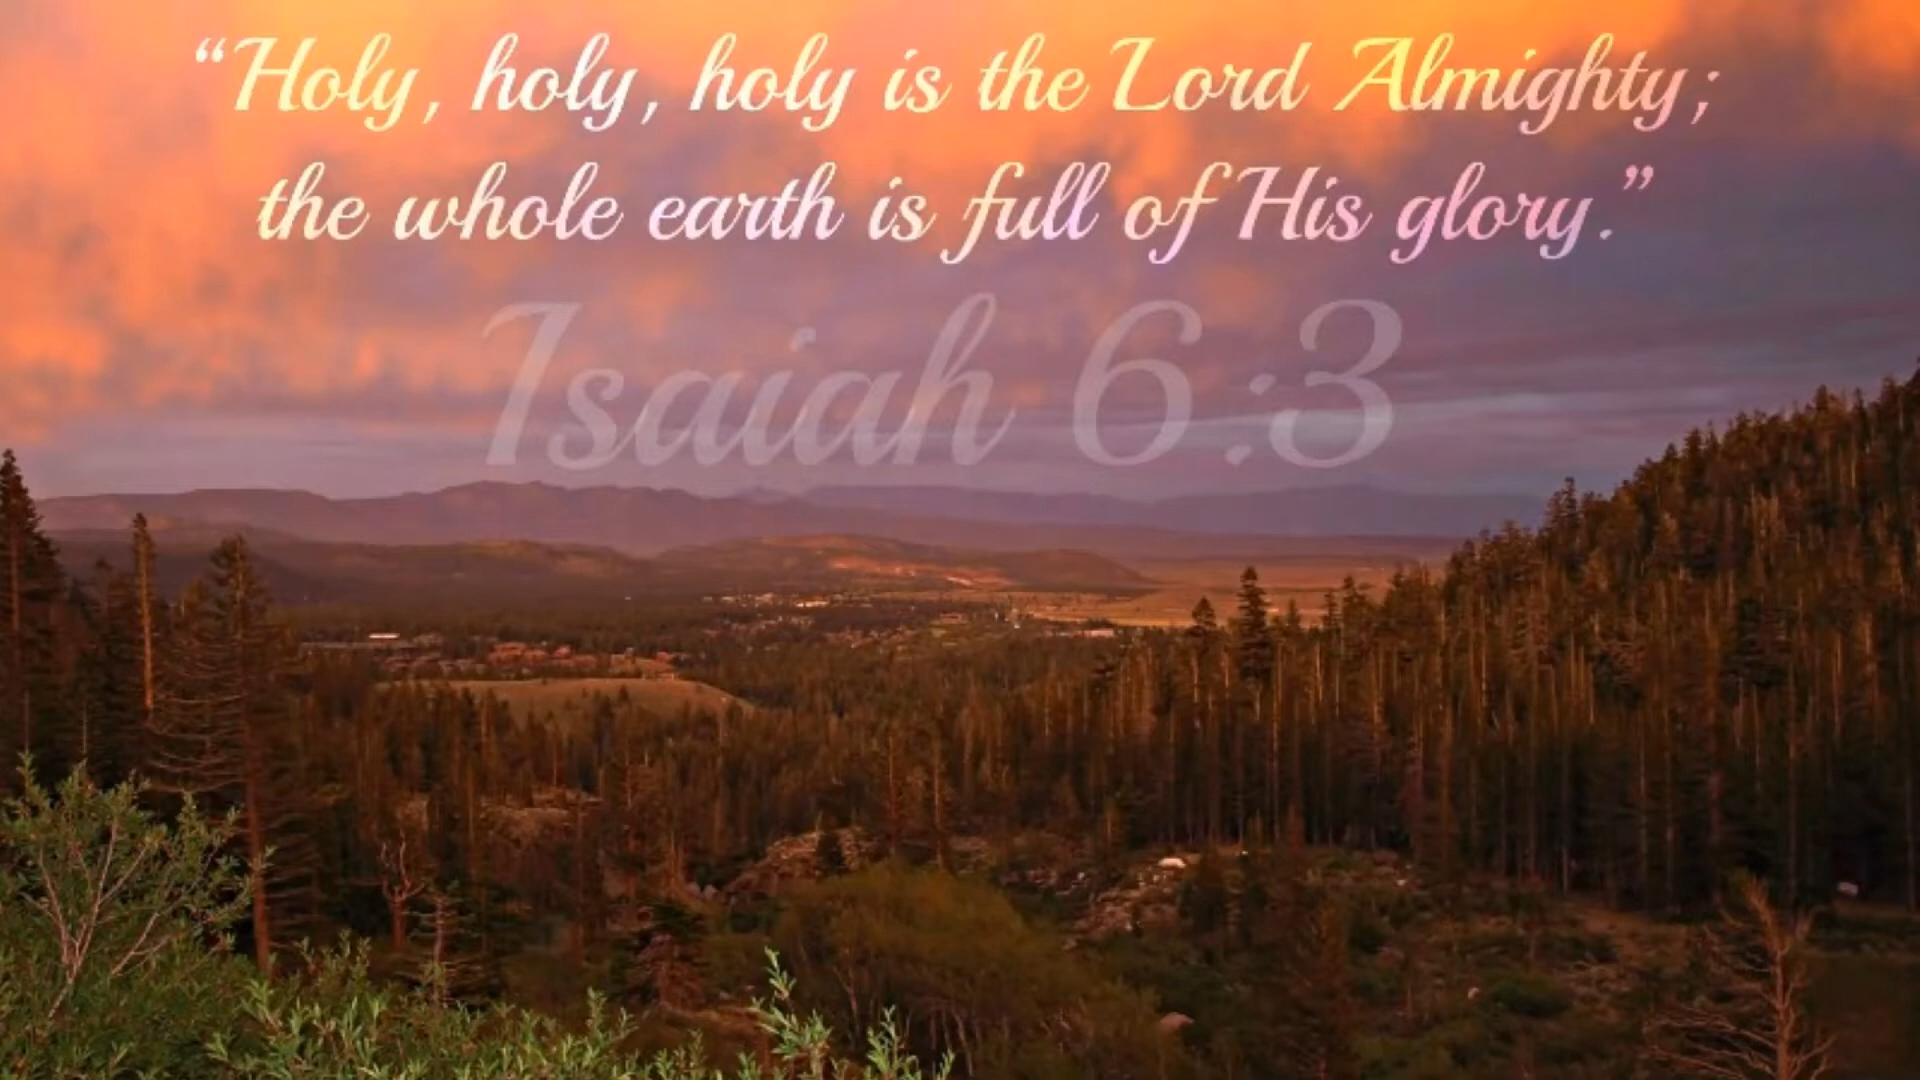 “Holy, holy, holy is the Lord Almighty;
the whole earth is full of His glory.”
Isaiah 6:3